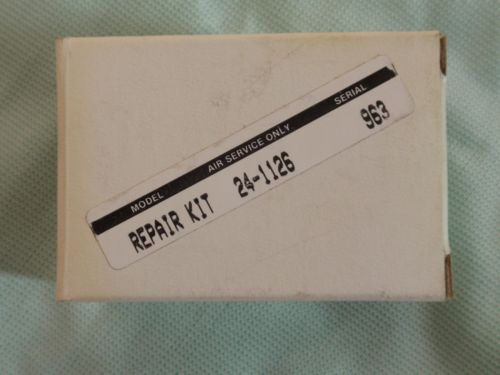 MODEL AIR SERVICE ONLY SERIAL
REPAIR KIT 24-1126 963